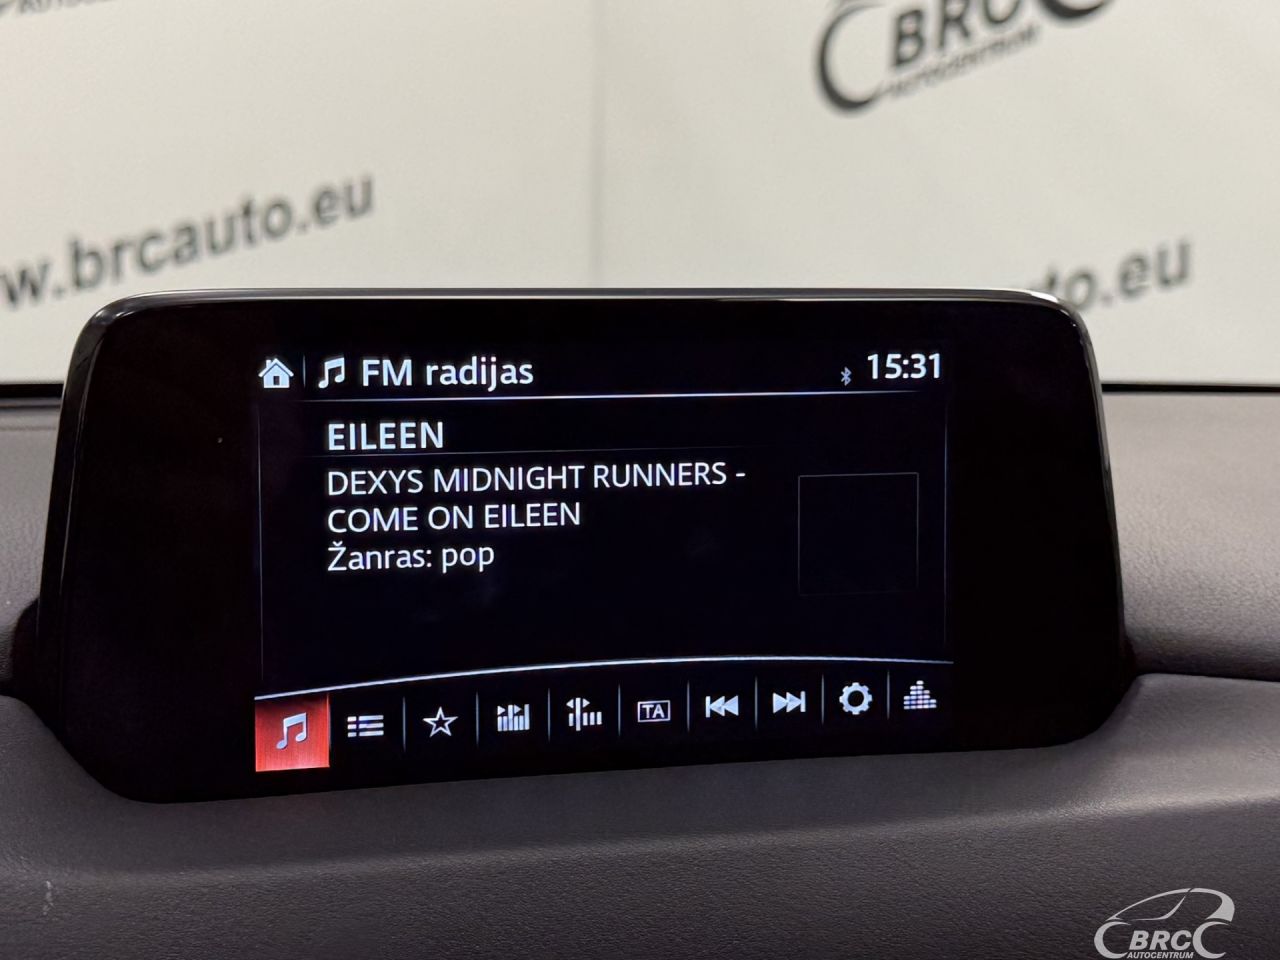 BRC
AUTOCENTRUM
www.brcauto.eu
to.eu
FM radijas
15:31
EILEEN
DEXYS MIDNIGHT RUNNERS -
COME ON EILEEN
Žanras: pop
TA
BRC
AUTOCENTRUM